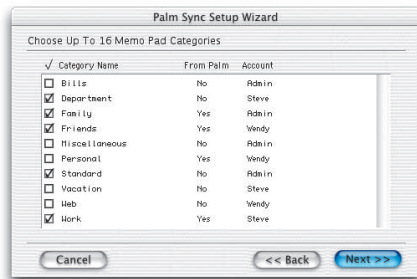 Palm Sync Setup Wizard
Choose Up To 16 Memo Pad Categories
✓ Category Name From Palm Account
Bills No Admin
Department No Steve
Family Yes Admin
Friends Yes Wendy
Miscellaneous No Admin
Personal Yes Wendy
Standard No Admin
Vacation No Steve
Web No Wendy
Work Yes Steve
Cancel << Back Next >>